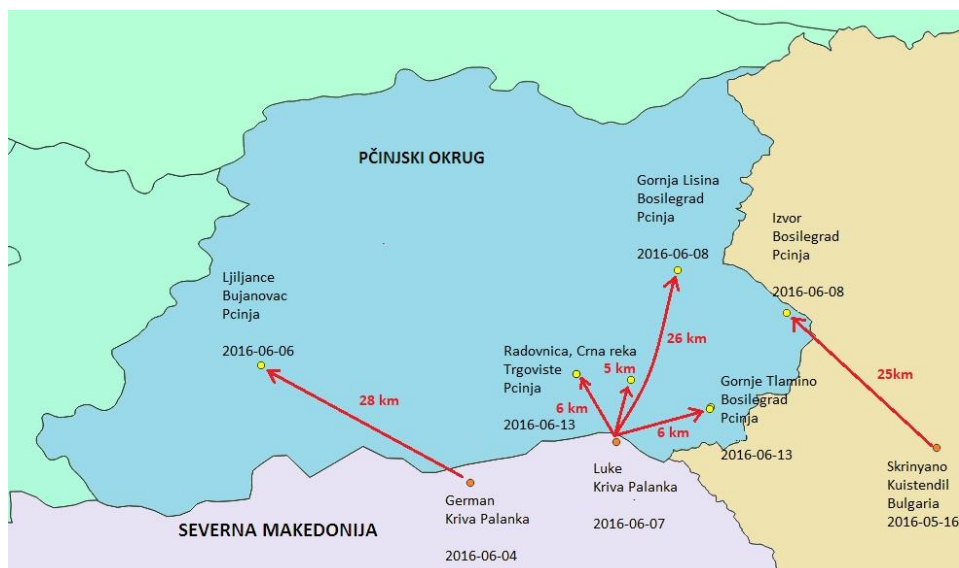 PČINJSKI OKRUG
Gornja Lisina
Bosilegrad
Pcinja
2016-06-08
Izvor
Bosilegrad
Pcinja
2016-06-08
Ljiljance
Bujanovac
Pcinja
2016-06-06
Radovnica, Crna reka
Trgoviste
Pcinja
2016-06-13
5 km
26 km
25km
28 km
6 km
6 km
Gornje Tlamino
Bosilegrad
Pcinja
2016-06-13
Luke
Kriva Palanka
2016-06-07
Skrinyano
Kuistendil
Bulgaria
2016-05-16
German
Kriva Palanka
2016-06-04
SEVERNA MAKEDONIJA